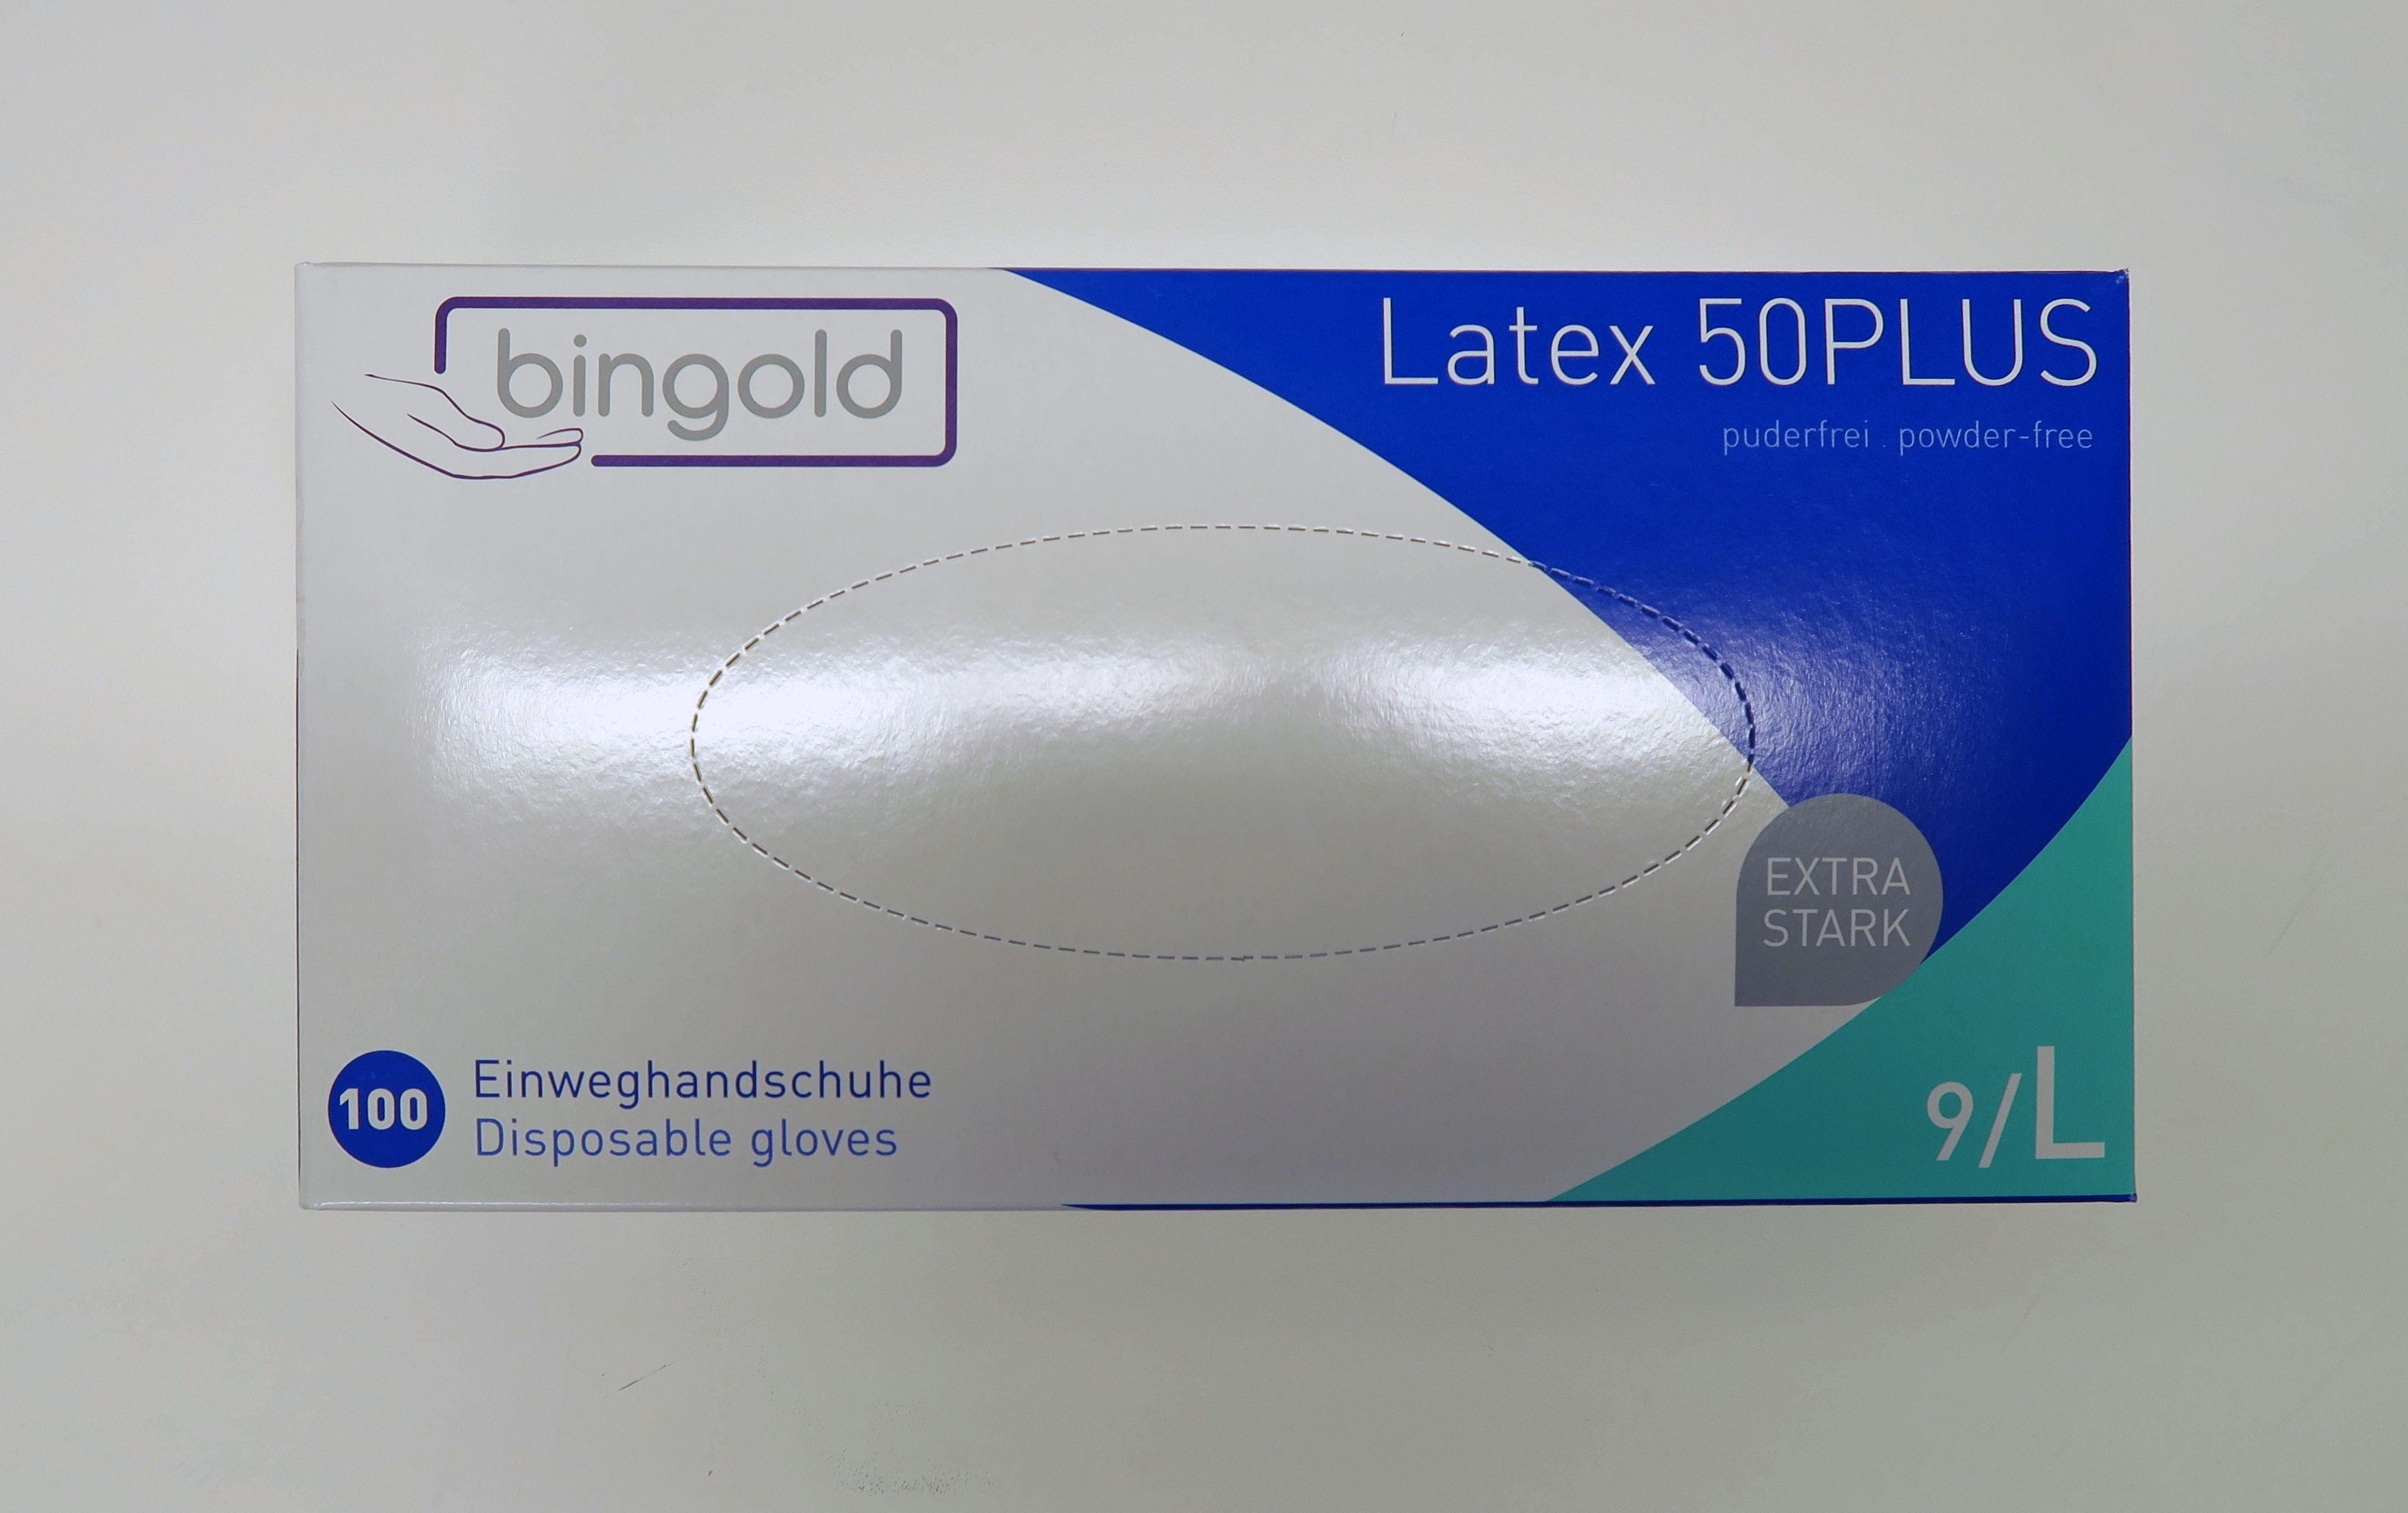 bingold
Latex 50PLUS
puderfrei . powder-free
EXTRA
STARK
100
Einweghandschuhe
Disposable gloves
9/L